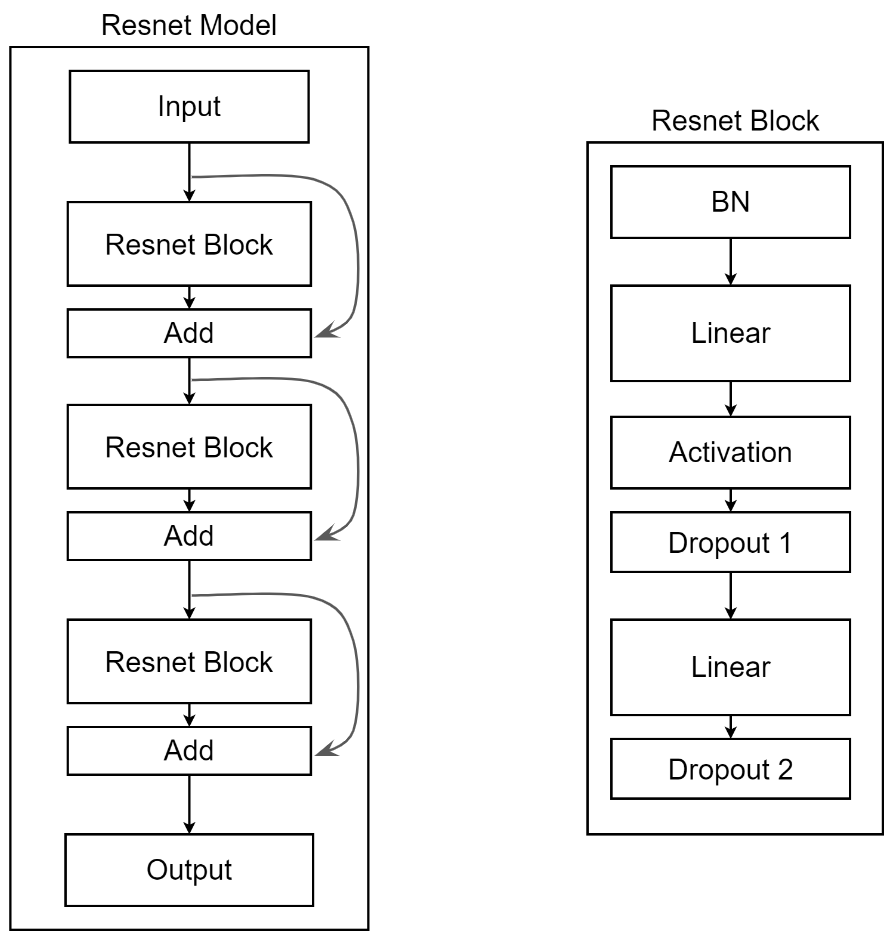 Resnet Model
Input
Resnet Block
Add
Resnet Block
Add
Resnet Block
Add
Output
Resnet Block
BN
Linear
Activation
Dropout 1
Linear
Dropout 2